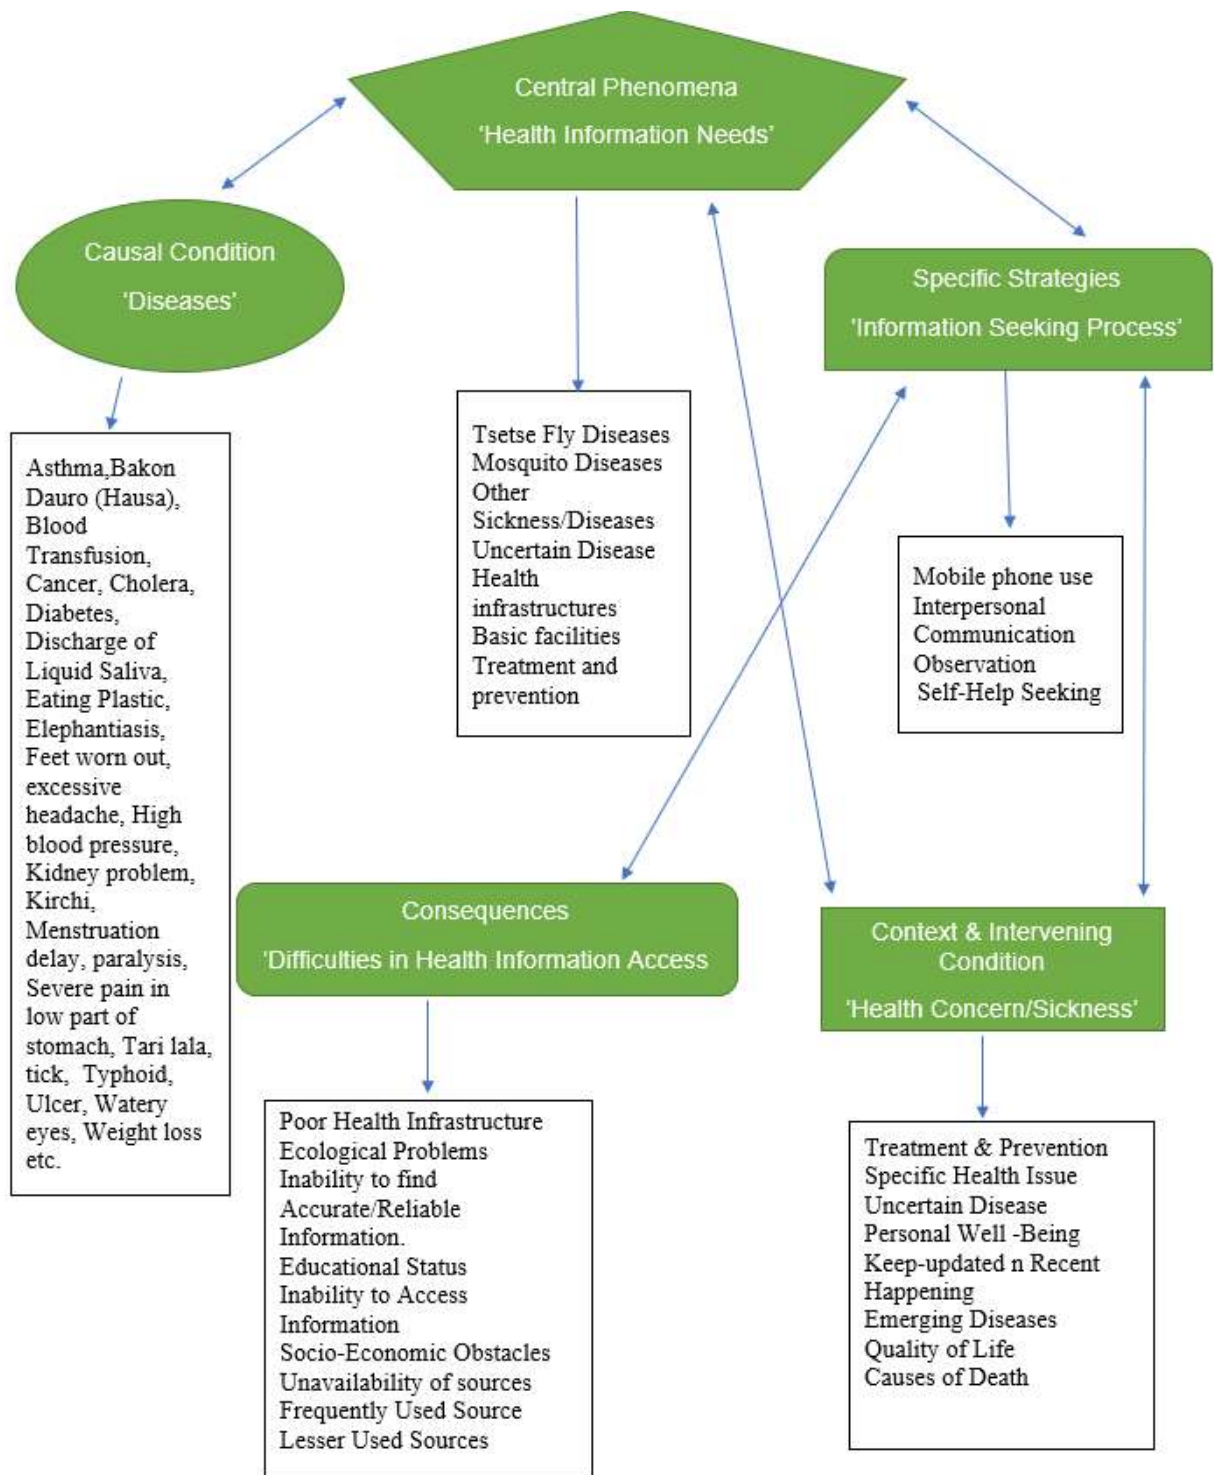 Central Phenomena
'Health Information Needs'
Causal Condition
'Diseases'
Specific Strategies
'Information Seeking Process'
Asthma,Bakon
Dauro (Hausa),
Blood
Transfusion,
Cancer, Cholera,
Diabetes,
Discharge of
Liquid Saliva,
Eating Plastic,
Elephantiasis,
Feet worn out,
excessive
headache, High
blood pressure,
Kidney problem,
Kirchi,
Menstruation
delay, paralysis,
Severe pain in
low part of
stomach, Tari lala,
tick, Typhoid,
Ulcer, Watery
eyes, Weight loss
etc.
Tsetse Fly Diseases
Mosquito Diseases
Other
Sickness/Diseases
Uncertain Disease
Health
infrastructures
Basic facilities
Treatment and
prevention
Mobile phone use
Interpersonal
Communication
Observation
Self-Help Seeking
Consequences
'Difficulties in Health Information Access
Context & Intervening
Condition
'Health Concern/Sickness'
Poor Health Infrastructure
Ecological Problems
Inability to find
Accurate/Reliable
Information.
Educational Status
Inability to Access
Information
Socio-Economic Obstacles
Unavailability of sources
Frequently Used Source
Lesser Used Sources
Treatment & Prevention
Specific Health Issue
Uncertain Disease
Personal Well -Being
Keep-updated n Recent
Happening
Emerging Diseases
Quality of Life
Causes of Death